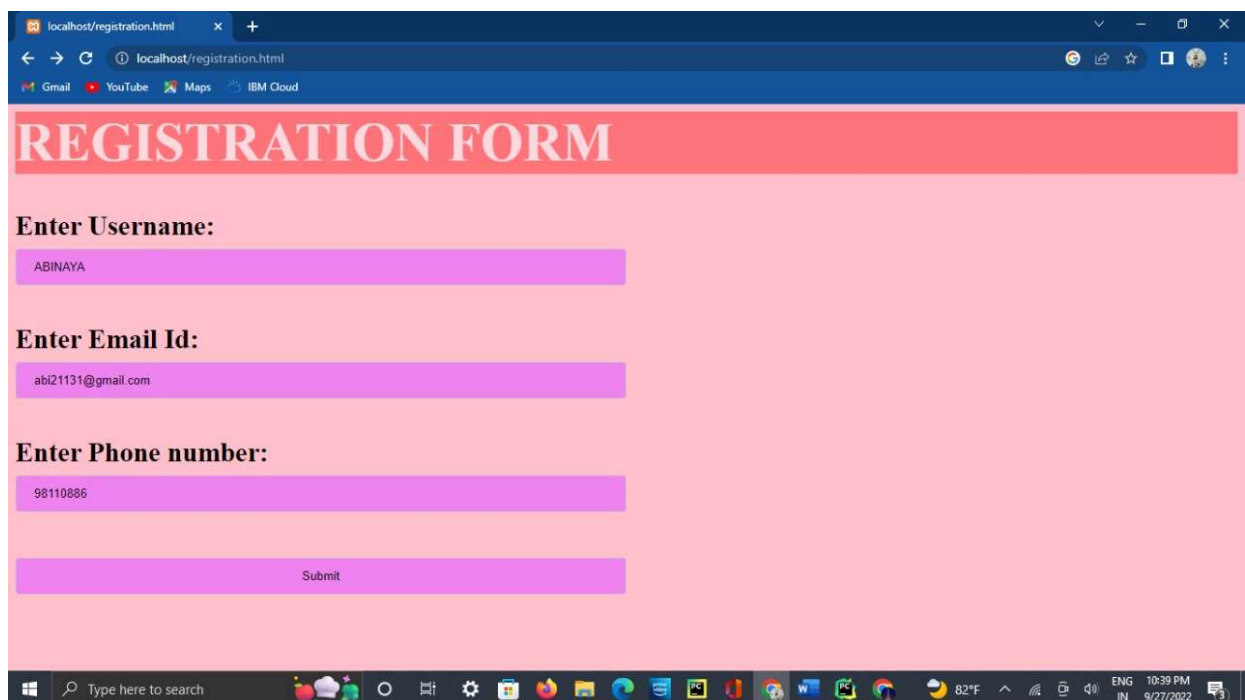 localhost/registration.html
localhost/registration.html
Gmail YouTube Maps IBM Cloud
REGISTRATION FORM
Enter Username:
ABINAYA
Enter Email Id:
abi21131@gmail.com
Enter Phone number:
98110886
Submit
Type here to search
82°F
ENG
IN
10:39 PM
9/27/2022